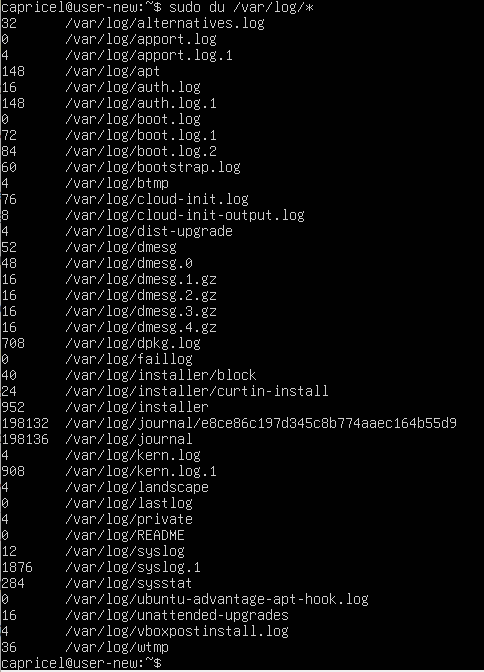 capricel@user-new:~$ sudo du /var/log/*
32      /var/log/alternatives.log
0       /var/log/apport.log
4       /var/log/apport.log.1
148     /var/log/apt
16      /var/log/auth.log
148     /var/log/auth.log.1
0       /var/log/boot.log
72      /var/log/boot.log.1
84      /var/log/boot.log.2
60      /var/log/bootstrap.log
4       /var/log/btmp
76      /var/log/cloud-init.log
8       /var/log/cloud-init-output.log
4       /var/log/dist-upgrade
52      /var/log/dmesg
48      /var/log/dmesg.0
16      /var/log/dmesg.1.gz
16      /var/log/dmesg.2.gz
16      /var/log/dmesg.3.gz
16      /var/log/dmesg.4.gz
708     /var/log/dpkg.log
0       /var/log/faillog
40      /var/log/installer/block
24      /var/log/installer/curtin-install
952     /var/log/installer
198132  /var/log/journal/e8ce86c197d345c8b774aaec164b55d9
198136  /var/log/journal
4       /var/log/kern.log
908     /var/log/kern.log.1
4       /var/log/landscape
0       /var/log/lastlog
4       /var/log/private
0       /var/log/README
12      /var/log/syslog
1876    /var/log/syslog.1
284     /var/log/sysstat
0       /var/log/ubuntu-advantage-apt-hook.log
16      /var/log/unattended-upgrades
4       /var/log/vboxpostinstall.log
36      /var/log/wtmp
capricel@user-new:~$